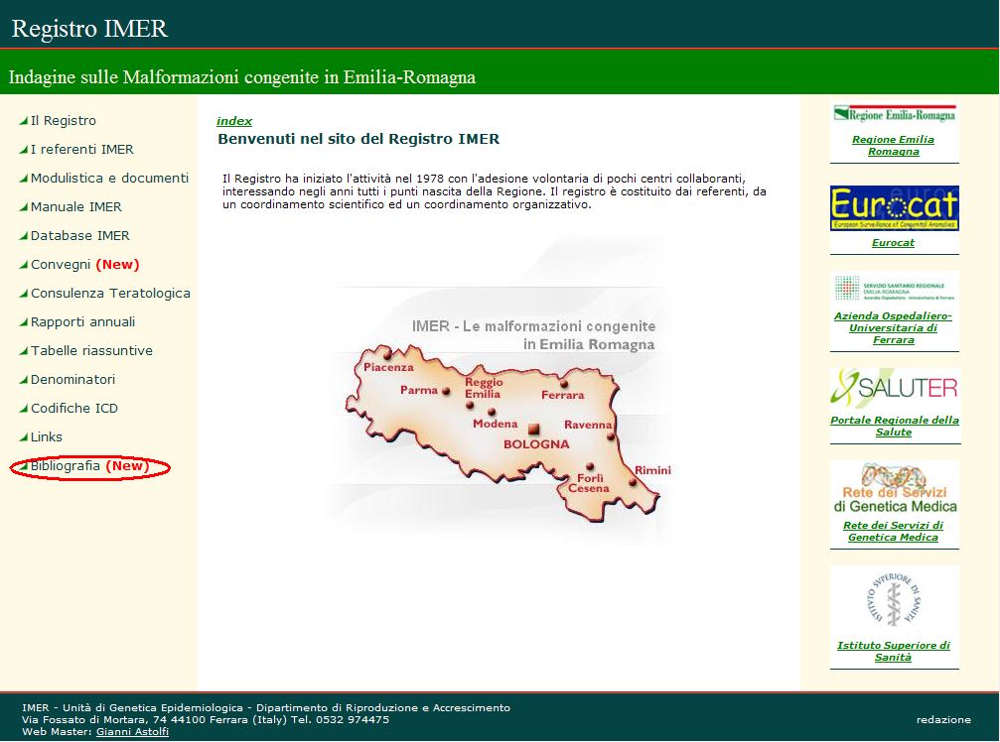 Registro IMER
Indagine sulle Malformazioni congenite in Emilia-Romagna
Il Registro
I referenti IMER
Modulistica e documenti
Manuale IMER
Database IMER
Convegni (New)
Consulenza Teratologica
Rapporti annuali
Tabelle riassuntive
Denominatori
Codifiche ICD
Links
Bibliografia (New)
index
Benvenuti nel sito del Registro IMER
Il Registro ha iniziato l'attività nel 1978 con l'adesione volontaria di pochi centri collaboranti,
interessando negli anni tutti i punti nascita della Regione. Il registro è costituito dai referenti, da
un coordinamento scientifico ed un coordinamento organizzativo.
IMER - Le malformazioni congenite
in Emilia Romagna
Piacenza
Parma
Reggio
Emilia
Modena
Ferrara
BOLOGNA
Ravenna
Forlì
Cesena
Rimini
Regione Emilia-Romagna
Regione Emilia
Romagna
Eurocat
European Surveillance of Congenital Anomalies
Eurocat
SERVIZIO SANITARIO REGIONALE
EMILIA-ROMAGNA
Azienda Ospedaliero - Universitaria di Ferrara
Azienda Ospedaliero-
Universitaria di
Ferrara
SALUTER
Portale Regionale della
Salute
Rete dei Servizi
di Genetica Medica
Rete dei Servizi di
Genetica Medica
ISTITUTO SUPERIORE DI SANITÀ
Istituto Superiore di
Sanità
IMER - Unità di Genetica Epidemiologica - Dipartimento di Riproduzione e Accrescimento
Via Fossato di Mortara, 74 44100 Ferrara (Italy) Tel. 0532 974475
Web Master: Gianni Astolfi
redazione